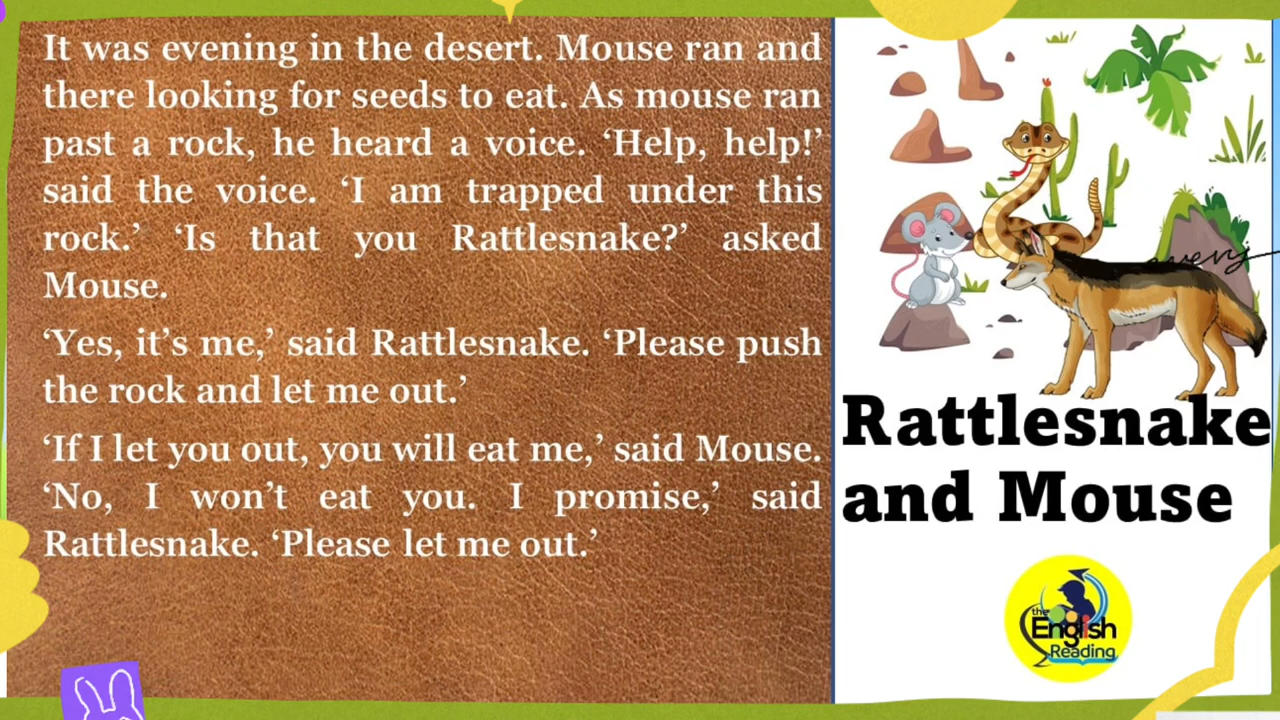 It was evening in the desert. Mouse ran and
there looking for seeds to eat. As mouse ran
past a rock, he heard a voice. ‘Help, help!’
said the voice. ‘I am trapped under this
rock.’ ‘Is that you Rattlesnake?’ asked
Mouse.
‘Yes, it’s me,’ said Rattlesnake. ‘Please push
the rock and let me out.’
‘If I let you out, you will eat me,’ said Mouse.
‘No, I won’t eat you. I promise,’ said
Rattlesnake. ‘Please let me out.’
Rattlesnake
and Mouse
the
English
Reading